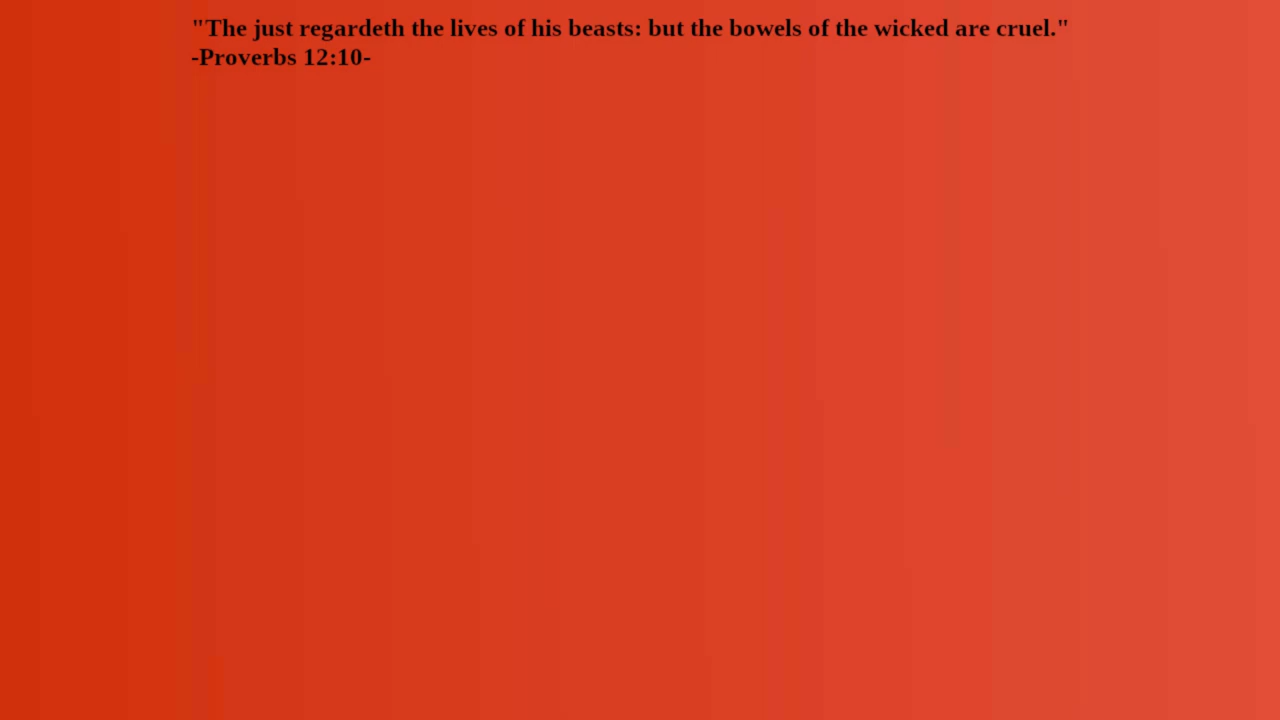 "The just regardeth the lives of his beasts: but the bowels of the wicked are cruel."
-Proverbs 12:10-